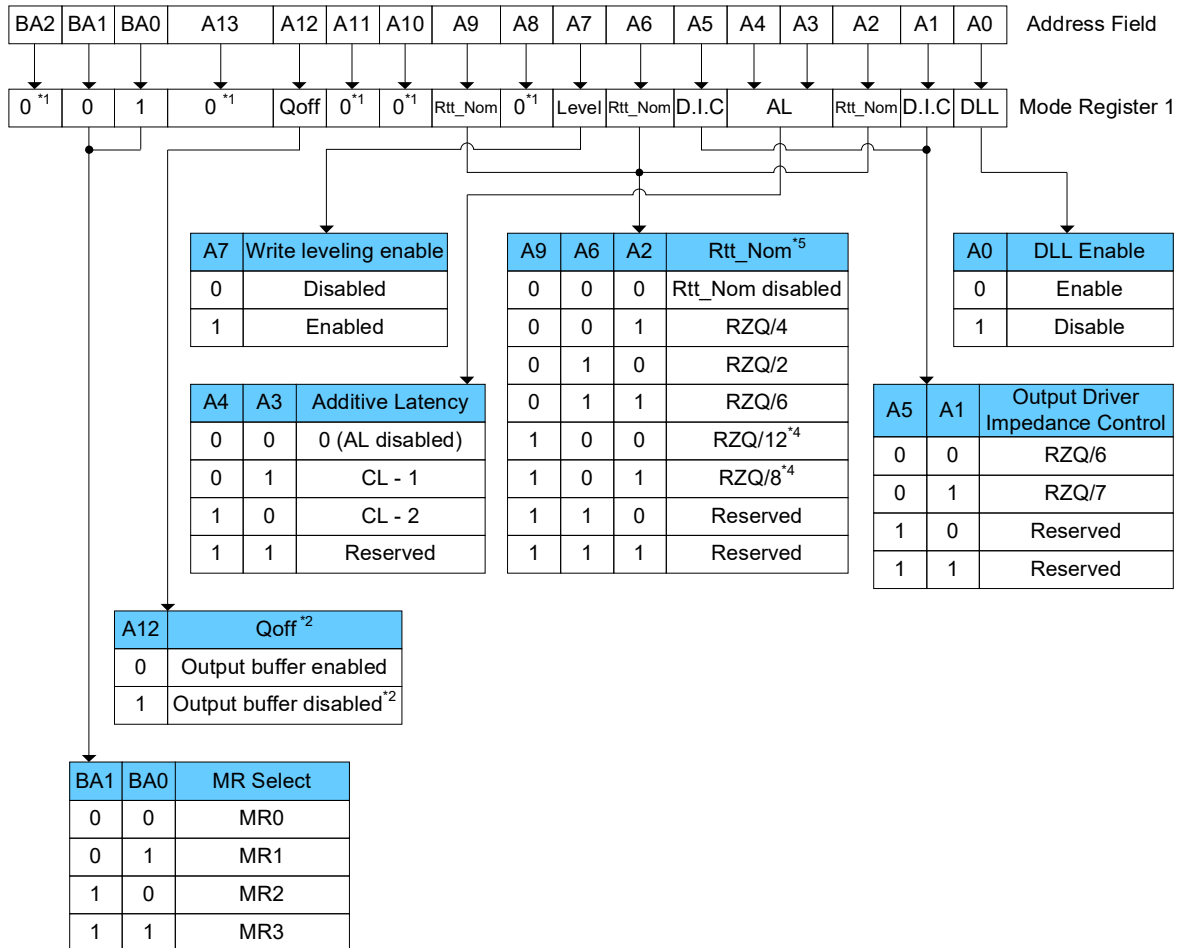 BA2 BA1 BA0 A13 A12 A11 A10 A9 A8 A7 A6 A5 A4 A3 A2 A1 A0 Address Field
0*1 0 1 0*1 Qoff 0*1 0*1 Rtt_Nom 0*1 Level Rtt_Nom D.I.C AL Rtt_Nom D.I.C DLL Mode Register 1
A7 Write leveling enable
0 Disabled
1 Enabled
A9 A6 A2 Rtt_Nom*5
0 0 0 Rtt_Nom disabled
0 0 1 RZQ/4
0 1 0 RZQ/2
0 1 1 RZQ/6
1 0 0 RZQ/12*4
1 0 1 RZQ/8*4
1 1 0 Reserved
1 1 1 Reserved
A0 DLL Enable
0 Enable
1 Disable
A4 A3 Additive Latency
0 0 0 (AL disabled)
0 1 CL - 1
1 0 CL - 2
1 1 Reserved
A5 A1 Output Driver
Impedance Control
0 0 RZQ/6
0 1 RZQ/7
1 0 Reserved
1 1 Reserved
A12 Qoff*2
0 Output buffer enabled
1 Output buffer disabled*2
BA1 BA0 MR Select
0 0 MR0
0 1 MR1
1 0 MR2
1 1 MR3